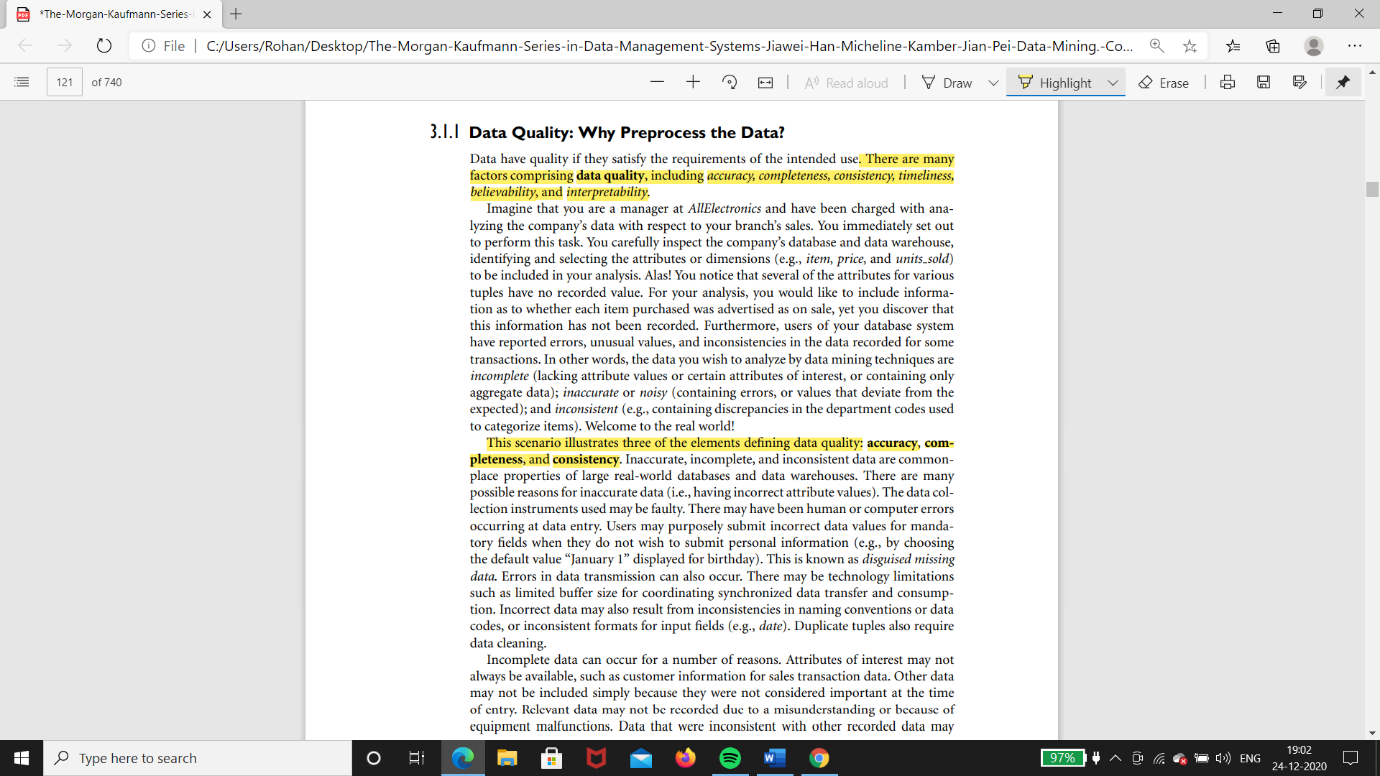 *The-Morgan-Kaufmann-Series-
File
C:/Users/Rohan/Desktop/The-Morgan-Kaufmann-Series-in-Data-Management-Systems-Jiawei-Han-Micheline-Kamber-Jian-Pei-Data-Mining.-Co...
121 of 740
Read aloud
Draw
Highlight
Erase
3.1.1 Data Quality: Why Preprocess the Data?
Data have quality if they satisfy the requirements of the intended use. There are many
factors comprising data quality, including accuracy, completeness, consistency, timeliness,
believability, and interpretability.
Imagine that you are a manager at AllElectronics and have been charged with ana-
lyzing the company's data with respect to your branch's sales. You immediately set out
to perform this task. You carefully inspect the company's database and data warehouse,
identifying and selecting the attributes or dimensions (e.g., item, price, and units_sold)
to be included in your analysis. Alas! You notice that several of the attributes for various
tuples have no recorded value. For your analysis, you would like to include informa-
tion as to whether each item purchased was advertised as on sale, yet you discover that
this information has not been recorded. Furthermore, users of your database system
have reported errors, unusual values, and inconsistencies in the data recorded for some
transactions. In other words, the data you wish to analyze by data mining techniques are
incomplete (lacking attribute values or certain attributes of interest, or containing only
aggregate data); inaccurate or noisy (containing errors, or values that deviate from the
expected); and inconsistent (e.g., containing discrepancies in the department codes used
to categorize items). Welcome to the real world!
This scenario illustrates three of the elements defining data quality: accuracy, com-
pleteness, and consistency. Inaccurate, incomplete, and inconsistent data are common-
place properties of large real-world databases and data warehouses. There are many
possible reasons for inaccurate data (i.e., having incorrect attribute values). The data col-
lection instruments used may be faulty. There may have been human or computer errors
occurring at data entry. Users may purposely submit incorrect data values for manda-
tory fields when they do not wish to submit personal information (e.g., by choosing
the default value "January 1" displayed for birthday). This is known as disguised missing
data. Errors in data transmission can also occur. There may be technology limitations
such as limited buffer size for coordinating synchronized data transfer and consump-
tion. Incorrect data may also result from inconsistencies in naming conventions or data
codes, or inconsistent formats for input fields (e.g., date). Duplicate tuples also require
data cleaning.
Incomplete data can occur for a number of reasons. Attributes of interest may not
always be available, such as customer information for sales transaction data. Other data
may not be included simply because they were not considered important at the time
of entry. Relevant data may not be recorded due to a misunderstanding or because of
equipment malfunctions. Data that were inconsistent with other recorded data may
Type here to search
97%
ENG
19:02
24-12-2020